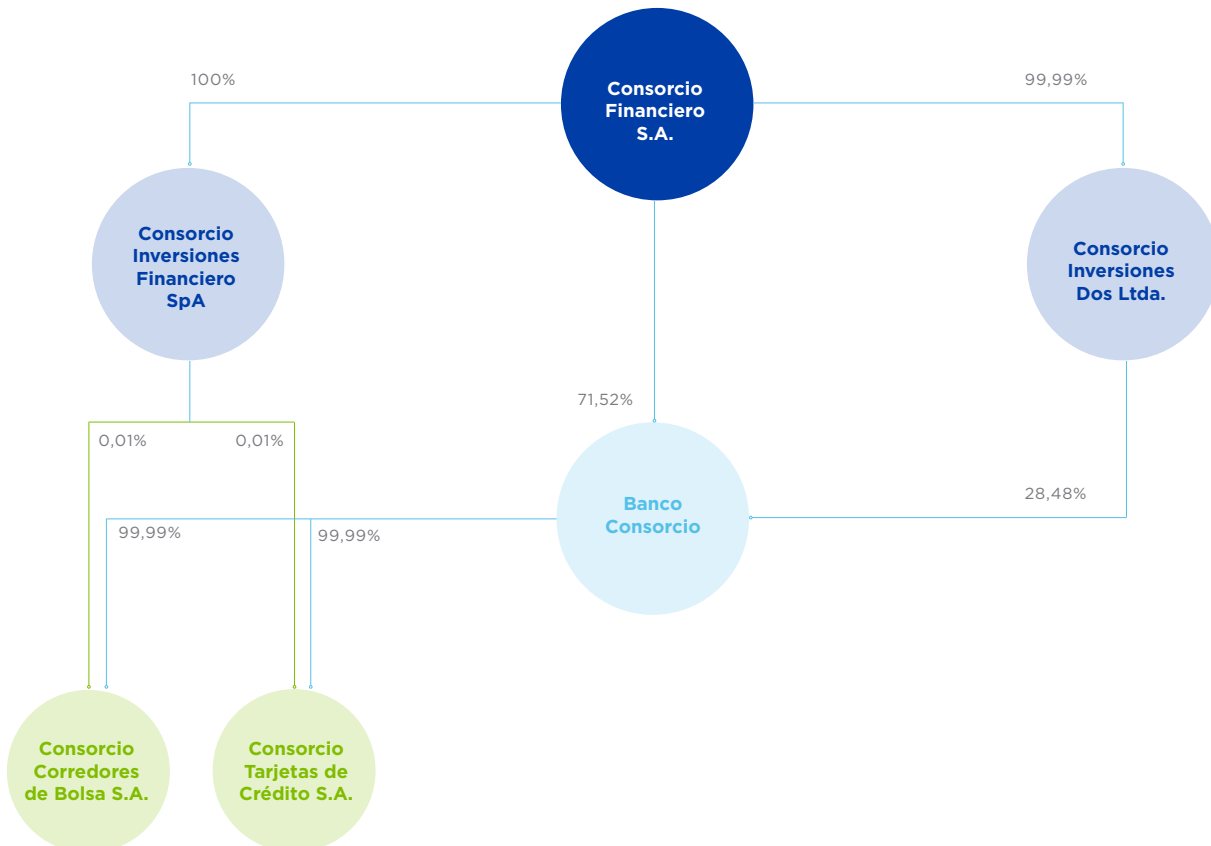 100%
99,99%
Consorcio
Financiero
S.A.
Consorcio
Inversiones
Financiero
SpA
Consorcio
Inversiones
Dos Ltda.
71,52%
0,01%
0,01%
28,48%
Banco
Consorcio
99,99%
99,99%
Consorcio
Corredores
de Bolsa S.A.
Consorcio
Tarjetas de
Crédito S.A.